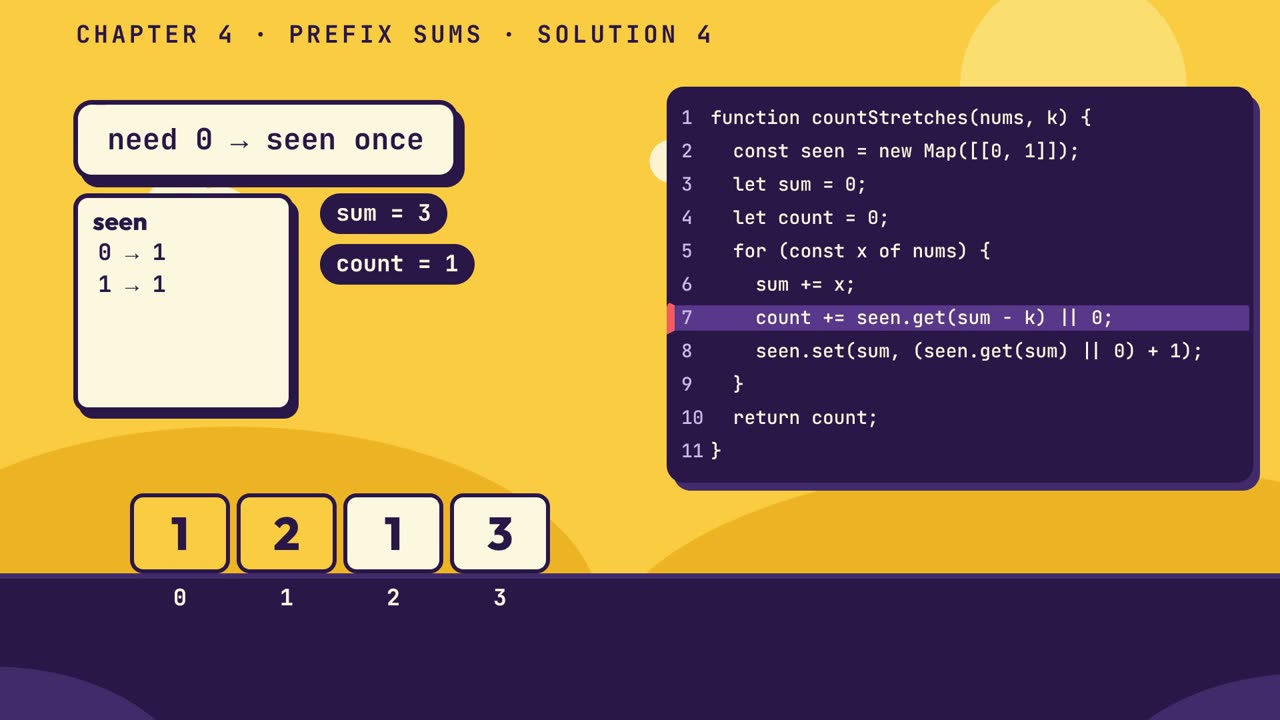 CHAPTER 4 · PREFIX SUMS · SOLUTION 4
need 0 → seen once
seen
0 → 1
1 → 1
sum = 3
count = 1
1 function countStretches(nums, k) {
2   const seen = new Map([[0, 1]]);
3   let sum = 0;
4   let count = 0;
5   for (const x of nums) {
6     sum += x;
7     count += seen.get(sum - k) || 0;
8     seen.set(sum, (seen.get(sum) || 0) + 1);
9   }
10   return count;
11 }
1 2 1 3
0 1 2 3